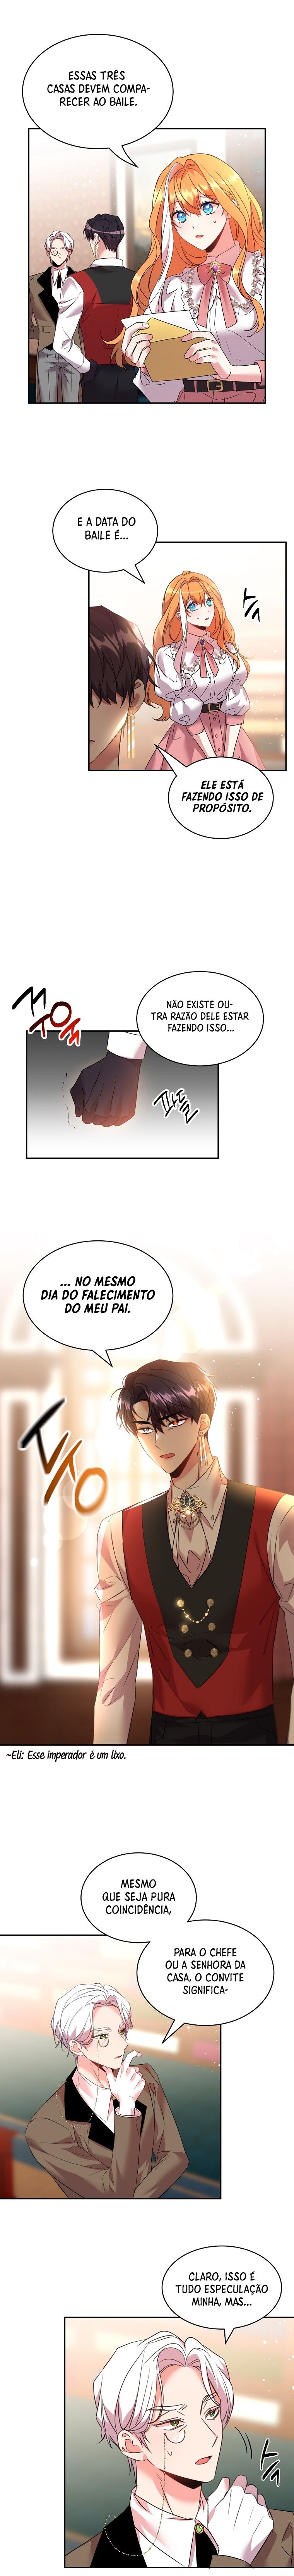 ESSAS TRÊS
CASAS DEVEM COMPA-
RECER AO BAILE.
E A DATA DO
BAILE É...
ELE ESTÁ
FAZENDO ISSO DE
PROPÓSITO.
NÃO EXISTE OU-
TRA RAZÃO DELE ESTAR
FAZENDO ISSO...
... NO MESMO
DIA DO FALECIMENTO
DO MEU PAI.
~Eli: Esse imperador é um lixo.
MESMO
QUE SEJA PURA
COINCIDÊNCIA,
PARA O CHEFE
OU A SENHORA DA
CASA, O CONVITE
SIGNIFICA-
CLARO, ISSO É
TUDO ESPECULAÇÃO
MINHA, MAS...